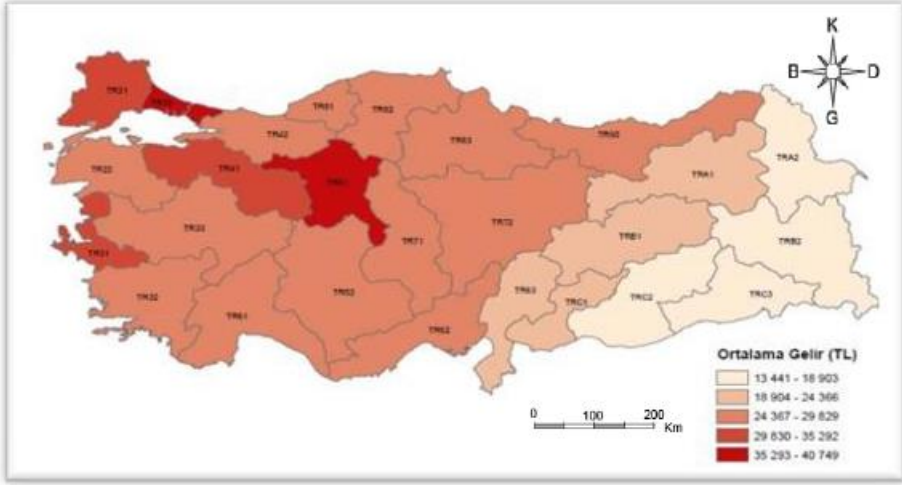 K
B D
G
TR21
TR10
TR81
TR82
TR42
TR83
TR90
TRA2
TR22
TR41
TR51
TRA1
TR33
TR71
TR72
TRB1
TRB2
TR31
TR32
TR61
TR52
TR62
TR63
TRC1
TRC2
TRC3
Ortalama Gelir (TL)
13 441 - 18 903
18 904 - 24 366
24 367 - 29 829
29 830 - 35 292
35 293 - 40 749
0 100 200
Km